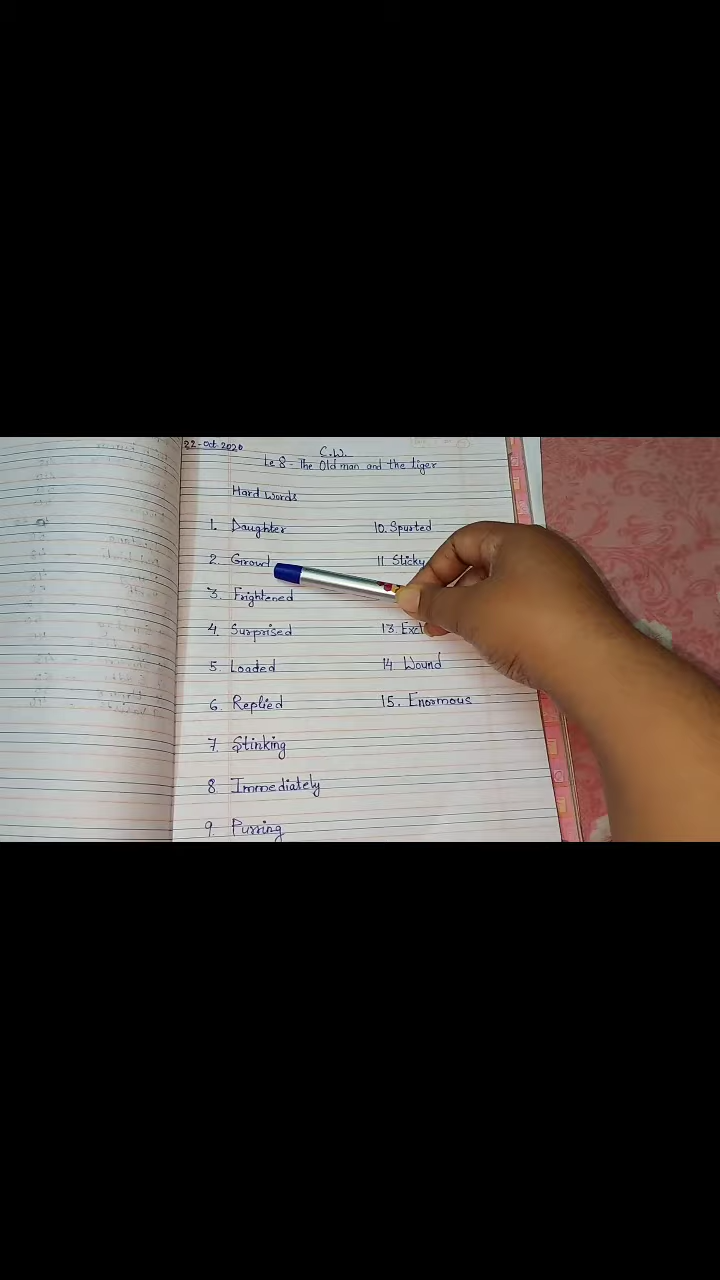 22-Oct 2020
C.W.
Le 8 - The Old man and the tiger
Hard Words
1. Daughter
2. Growl
3. Frightened
4. Surprised
5. Loaded
6. Replied
7. Stinking
8 Immediately
9. Purring
10. Spurted
11 Sticky
13. Excl
14 Wound
15. Enormous